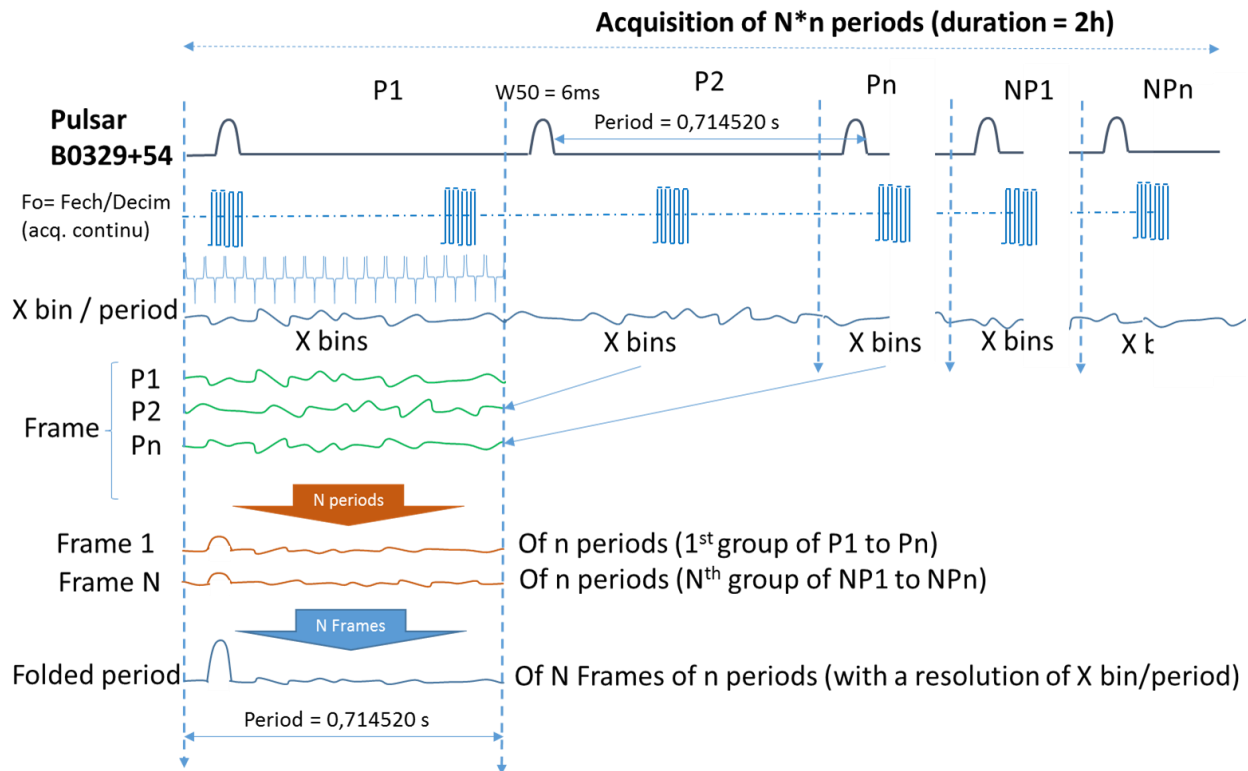 Acquisition of N*n periods (duration = 2h)
P1
W50 = 6ms
P2
Pn
NP1
NPn
Pulsar
B0329+54
Period = 0,714520 s
Fo= Fech/Decim
(acq. continu)
X bin / period
X bins
X bins
X bins
X bins
X b
Frame
P1
P2
Pn
N periods
Frame 1
Of n periods (1st group of P1 to Pn)
Frame N
Of n periods (Nth group of NP1 to NPn)
N Frames
Folded period
Of N Frames of n periods (with a resolution of X bin/period)
Period = 0,714520 s